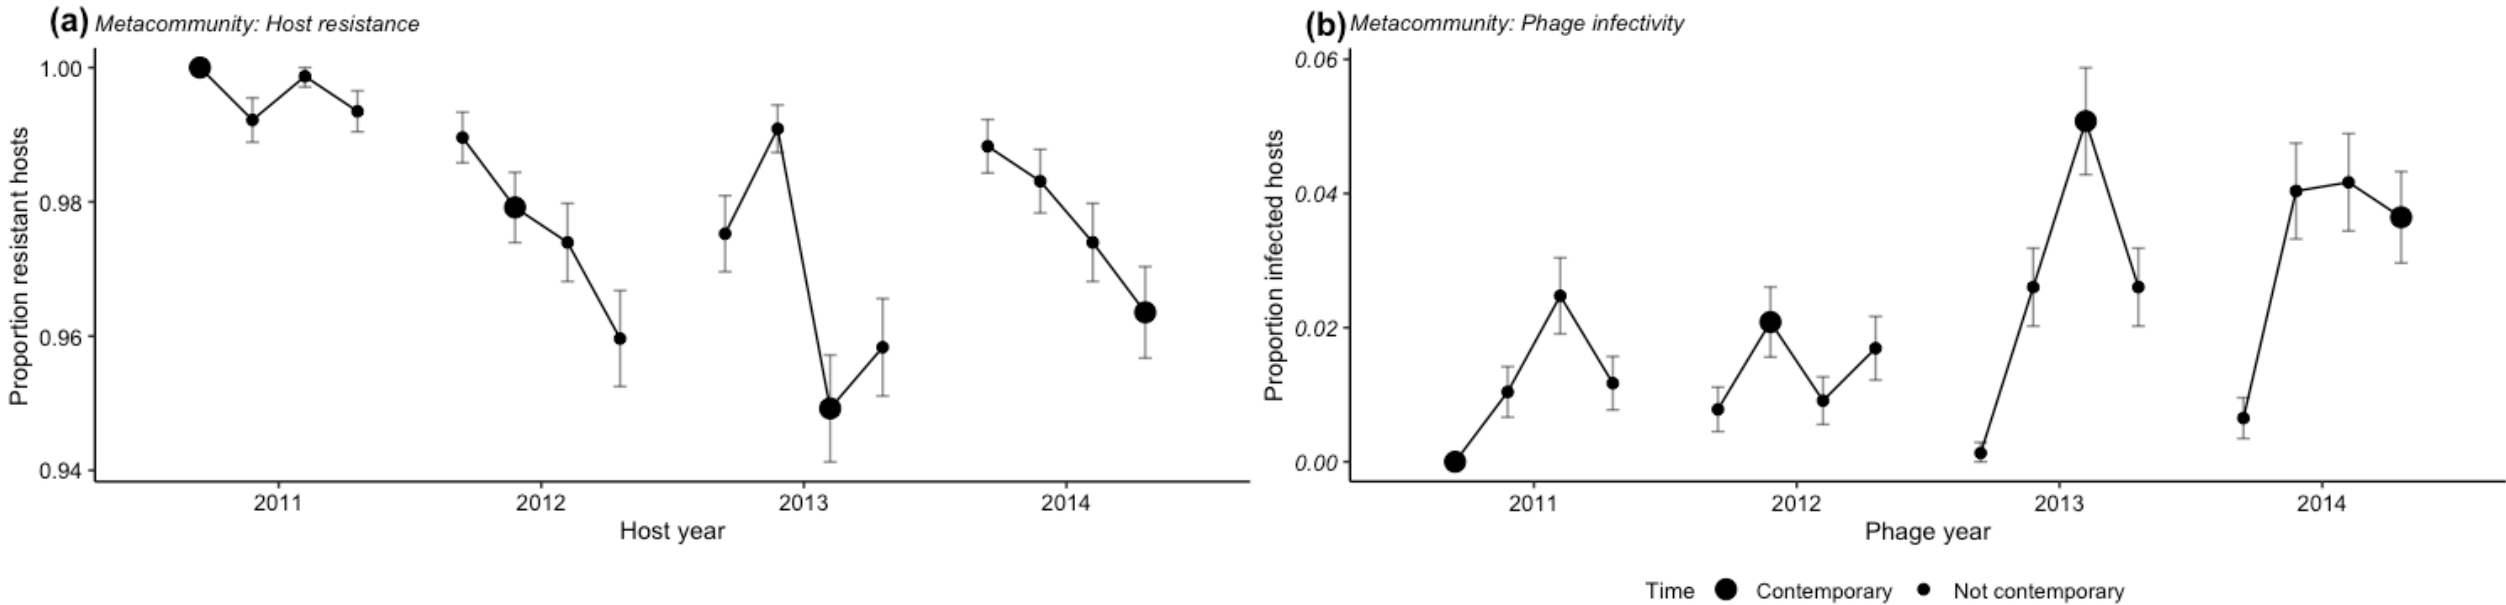 (a) Metacommunity: Host resistance
Proportion resistant hosts
1.00
0.98
0.96
0.94
2011 2012 2013 2014
Host year
(b) Metacommunity: Phage infectivity
Proportion infected hosts
0.06
0.04
0.02
0.00
2011 2012 2013 2014
Phage year
Time Contemporary Not contemporary